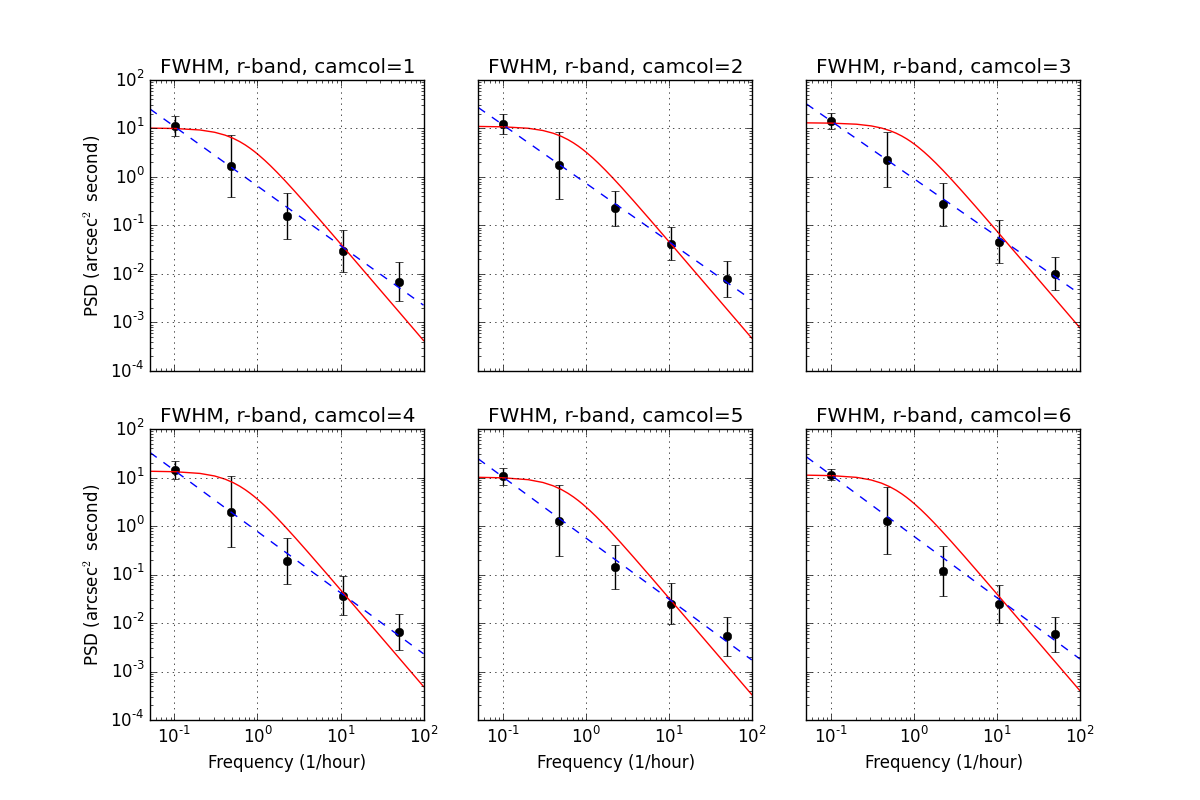 FWHM, r-band, camcol=1 FWHM, r-band, camcol=2 FWHM, r-band, camcol=3
10²
10¹
10⁰
10⁻¹
10⁻²
10⁻³
10⁻⁴
PSD (arcsec² second)
FWHM, r-band, camcol=4 FWHM, r-band, camcol=5 FWHM, r-band, camcol=6
10²
10¹
10⁰
10⁻¹
10⁻²
10⁻³
10⁻⁴
PSD (arcsec² second)
10⁻¹ 10⁰ 10¹ 10² 10⁻¹ 10⁰ 10¹ 10² 10⁻¹ 10⁰ 10¹ 10²
Frequency (1/hour) Frequency (1/hour) Frequency (1/hour)